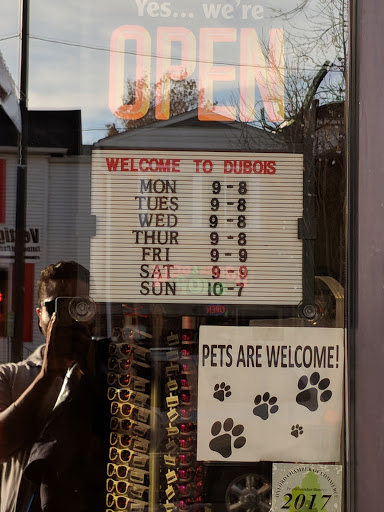 Yes... we're
OPEN
WELCOME TO DUBOIS
MON 9-8
TUES 9-8
WED 9-8
THUR 9-8
FRI 9-9
SAT 9-9
SUN 10-7
PETS ARE WELCOME!
2017